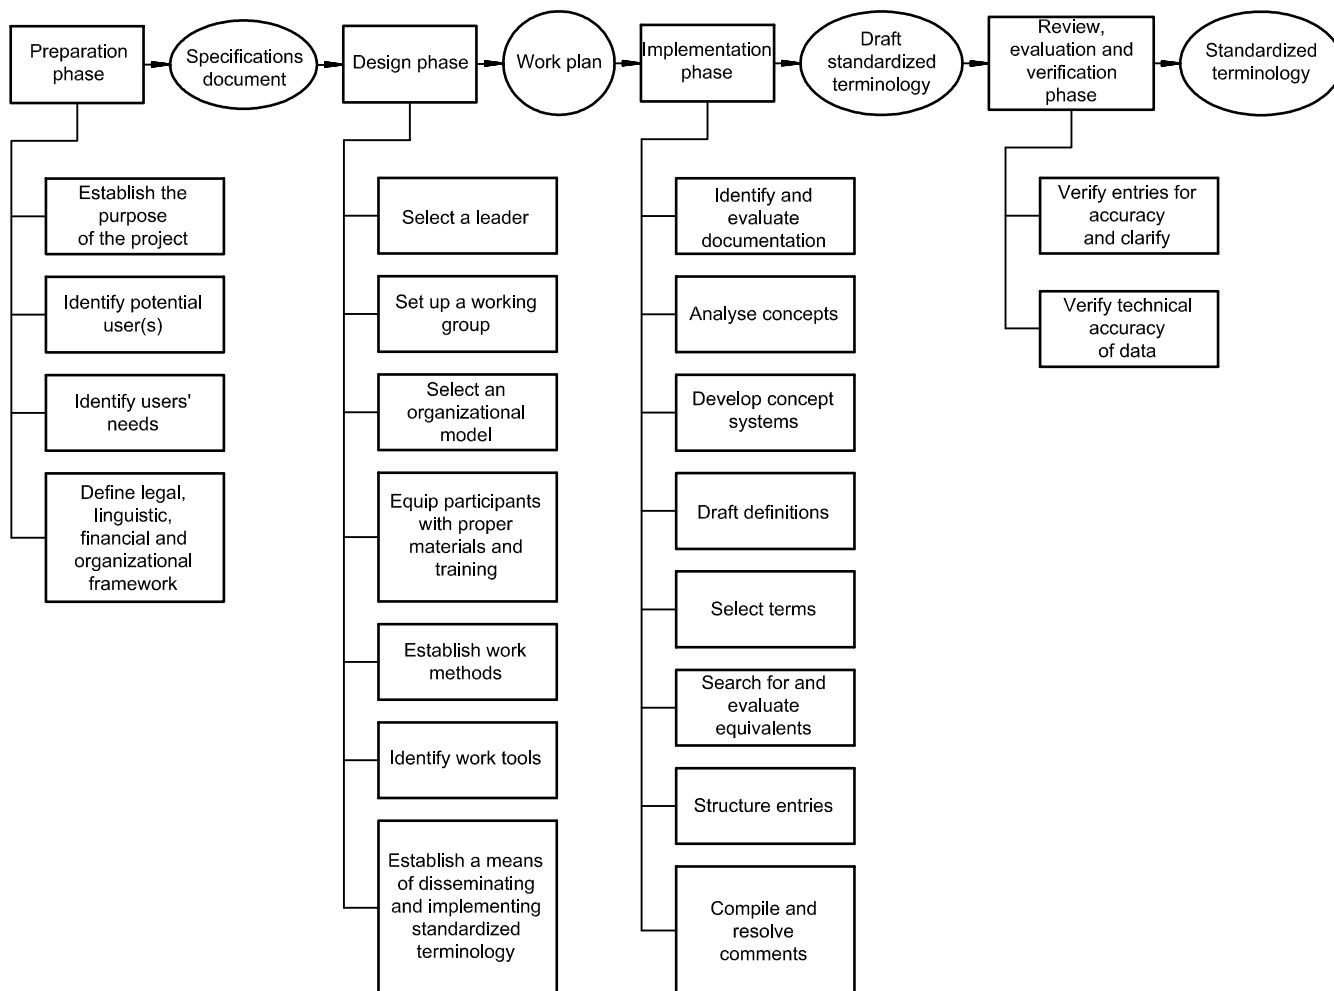 Preparation
phase
Specifications
document
Design phase
Work plan
Implementation
phase
Draft
standardized
terminology
Review,
evaluation and
verification
phase
Standardized
terminology
Establish the
purpose
of the project
Identify potential
user(s)
Identify users'
needs
Define legal,
linguistic,
financial and
organizational
framework
Select a leader
Set up a working
group
Select an
organizational
model
Equip participants
with proper
materials and
training
Establish work
methods
Identify work tools
Establish a means
of disseminating
and implementing
standardized
terminology
Identify and
evaluate
documentation
Analyse concepts
Develop concept
systems
Draft definitions
Select terms
Search for and
evaluate
equivalents
Structure entries
Compile and
resolve
comments
Verify entries for
accuracy
and clarify
Verify technical
accuracy
of data